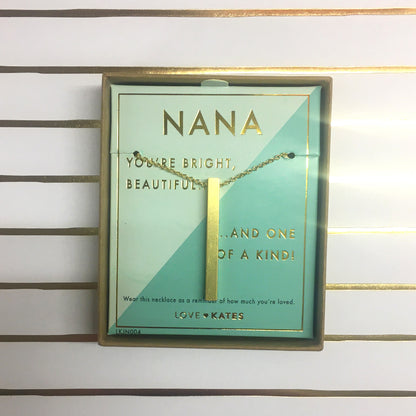 NANA
YOU'RE BRIGHT,
BEAUTIFUL
...AND ONE
OF A KIND!
Wear this necklace as a reminder of how much you're loved.
LOVE♥KATES
LKJN004